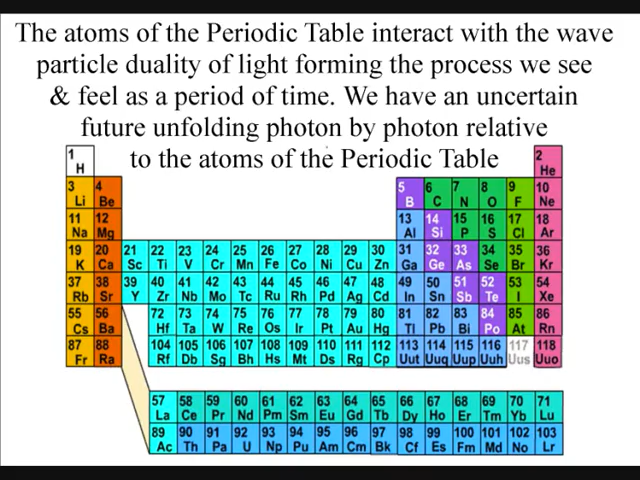 The atoms of the Periodic Table interact with the wave
particle duality of light forming the process we see
& feel as a period of time. We have an uncertain
future unfolding photon by photon relative
to the atoms of the Periodic Table
1 2
H He
3 4 5 6 7 8 9 10
Li Be B C N O F Ne
11 12 13 14 15 16 17 18
Na Mg Al Si P S Cl Ar
19 20 21 22 23 24 25 26 27 28 29 30 31 32 33 34 35 36
K Ca Sc Ti V Cr Mn Fe Co Ni Cu Zn Ga Ge As Se Br Kr
37 38 39 40 41 42 43 44 45 46 47 48 49 50 51 52 53 54
Rb Sr Y Zr Nb Mo Tc Ru Rh Pd Ag Cd In Sn Sb Te I Xe
55 56 72 73 74 75 76 77 78 79 80 81 82 83 84 85 86
Cs Ba Hf Ta W Re Os Ir Pt Au Hg Tl Pb Bi Po At Rn
87 88 104 105 106 107 108 109 110 111 112 113 114 115 116 117 118
Fr Ra Rf Db Sg Bh Hs Mt Ds Rg Cp Uut Uuq Uup Uuh Uus Uuo
57 58 59 60 61 62 63 64 65 66 67 68 69 70 71
La Ce Pr Nd Pm Sm Eu Gd Tb Dy Ho Er Tm Yb Lu
89 90 91 92 93 94 95 96 97 98 99 100 101 102 103
Ac Th Pa U Np Pu Am Cm Bk Cf Es Fm Md No Lr